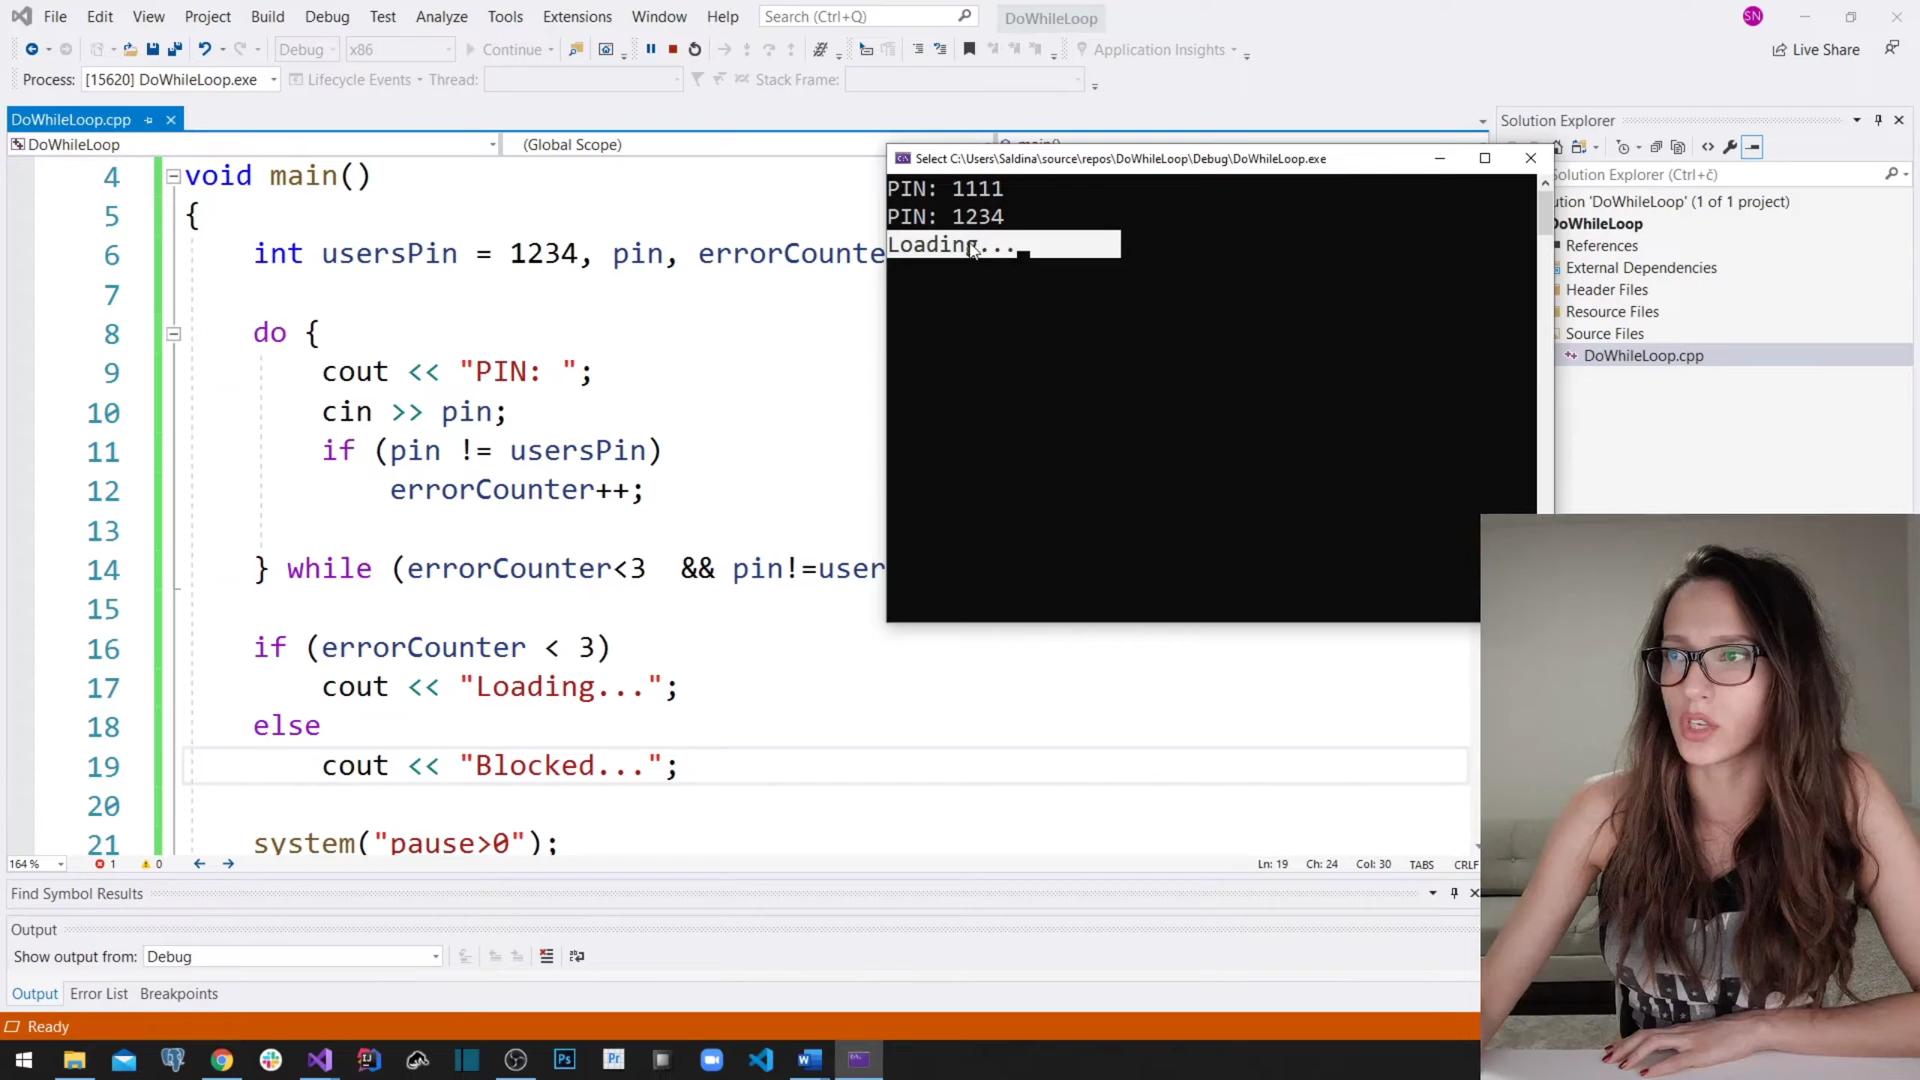 File Edit View Project Build Debug Test Analyze Tools Extensions Window Help Search (Ctrl+Q) DoWhileLoop SN
Debug x86 Continue Application Insights Live Share
Process: [15620] DoWhileLoop.exe Lifecycle Events Thread: Stack Frame:
DoWhileLoop.cpp
DoWhileLoop (Global Scope)
4 void main()
5 {
6 int usersPin = 1234, pin, errorCounte
7
8 do {
9 cout << "PIN: ";
10 cin >> pin;
11 if (pin != usersPin)
12 errorCounter++;
13
14 } while (errorCounter<3 && pin!=user
15
16 if (errorCounter < 3)
17 cout << "Loading...";
18 else
19 cout << "Blocked...";
20
21 system("pause>0");
Select C:\Users\Saldina\source\repos\DoWhileLoop\Debug\DoWhileLoop.exe
PIN: 1111
PIN: 1234
Loading...
Solution Explorer
Solution Explorer (Ctrl+č)
ution 'DoWhileLoop' (1 of 1 project)
DoWhileLoop
References
External Dependencies
Header Files
Resource Files
Source Files
DoWhileLoop.cpp
164 % 1 0 Ln: 19 Ch: 24 Col: 30 TABS CRLF
Find Symbol Results
Output
Show output from: Debug
Output Error List Breakpoints
Ready
Ps Pr